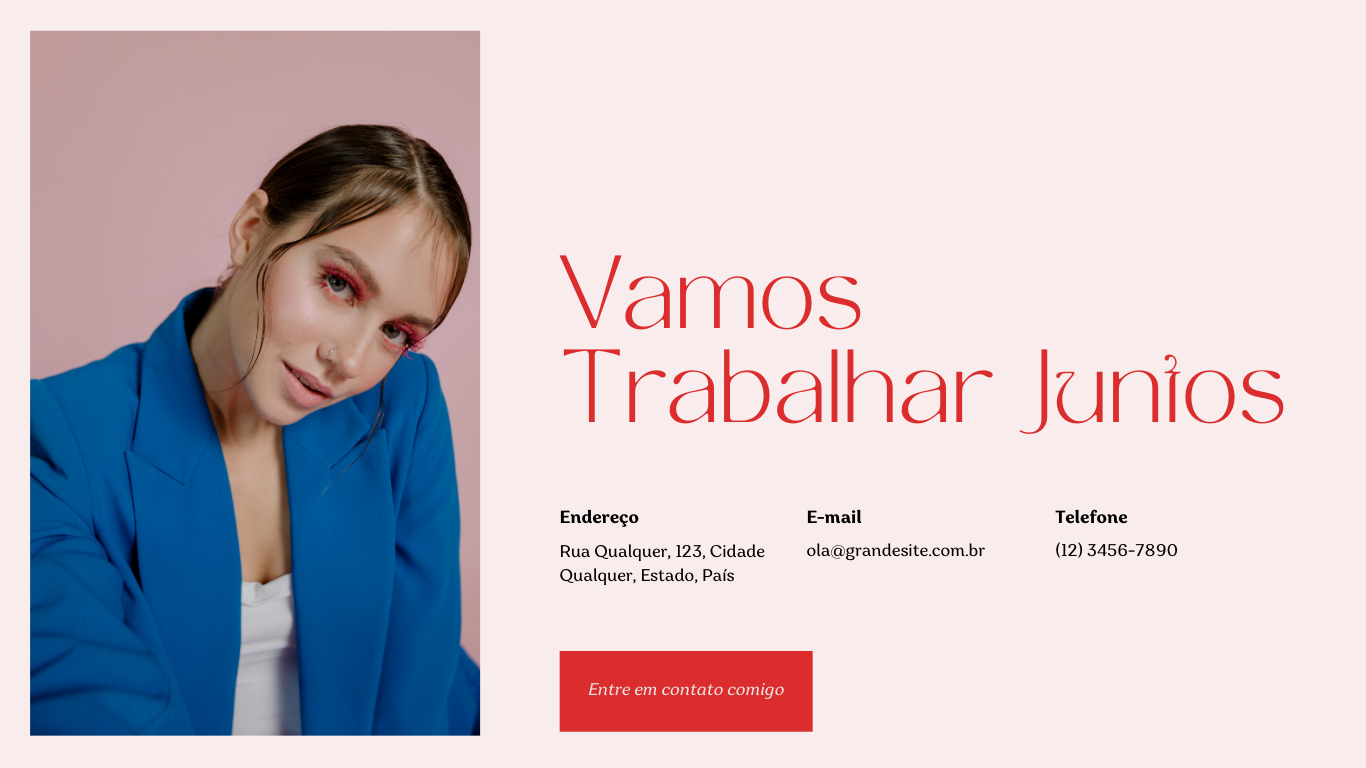 Vamos
Trabalhar Juntos
Endereço
Rua Qualquer, 123, Cidade
Qualquer, Estado, País
E-mail
ola@grandesite.com.br
Telefone
(12) 3456-7890
Entre em contato comigo